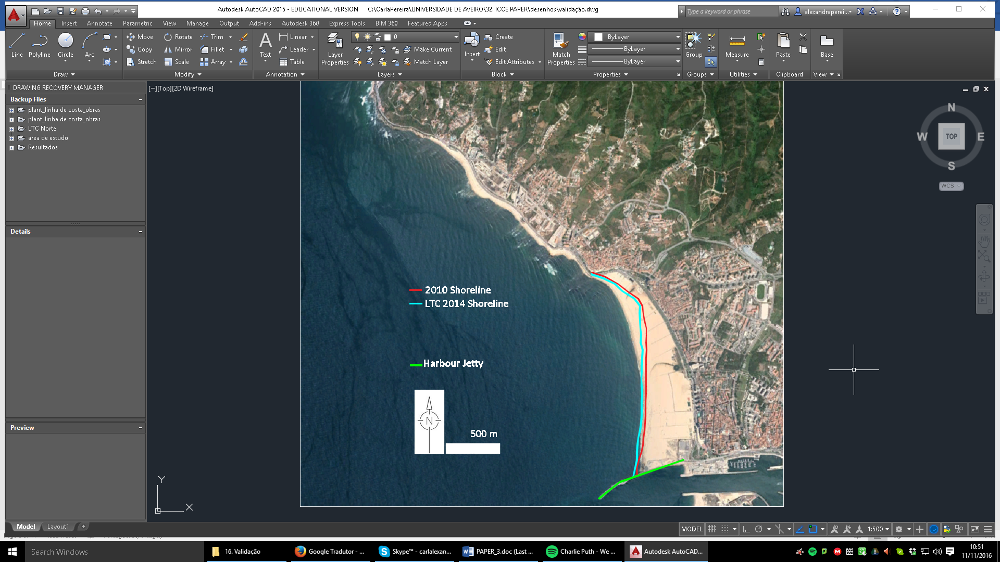 Autodesk AutoCAD 2015 - EDUCATIONAL VERSION C:\CarlaPereira\UNIVERSIDADE DE AVEIRO\32. ICCE PAPER\desenhos\validação.dwg
Type a keyword or phrase
alexandraperei...
Home Insert Annotate Parametric View Manage Output Add-ins Autodesk 360 Express Tools BIM 360 Featured Apps
Line Polyline Circle Arc
Move Rotate Trim
Copy Mirror Fillet
Stretch Scale Array
Text
Linear
Leader
Table
Layer Properties
0
Make Current
Match Layer
Insert
Create
Edit
Edit Attributes
Match Properties
ByLayer
ByLayer
ByLayer
Group
Measure
Paste
Base
Draw Modify Annotation Layers Block Properties Groups Utilities Clipboard View
DRAWING RECOVERY MANAGER
Backup Files
plant_linha de costa_obras
plant_linha de costa_obras
LTC Norte
area de estudo
Resultados
Details
Preview
[−][Top][2D Wireframe]
N
W TOP E
S
WCS
2010 Shoreline
LTC 2014 Shoreline
Harbour Jetty
N
500 m
Y
X
Model Layout1
MODEL 1:500
Search Windows
16. Validação
Google Tradutor - ...
Skype™ - carlalexan...
PAPER_3.doc (Last ...
Charlie Puth - We ...
Autodesk AutoCAD...
10:51
11/11/2016